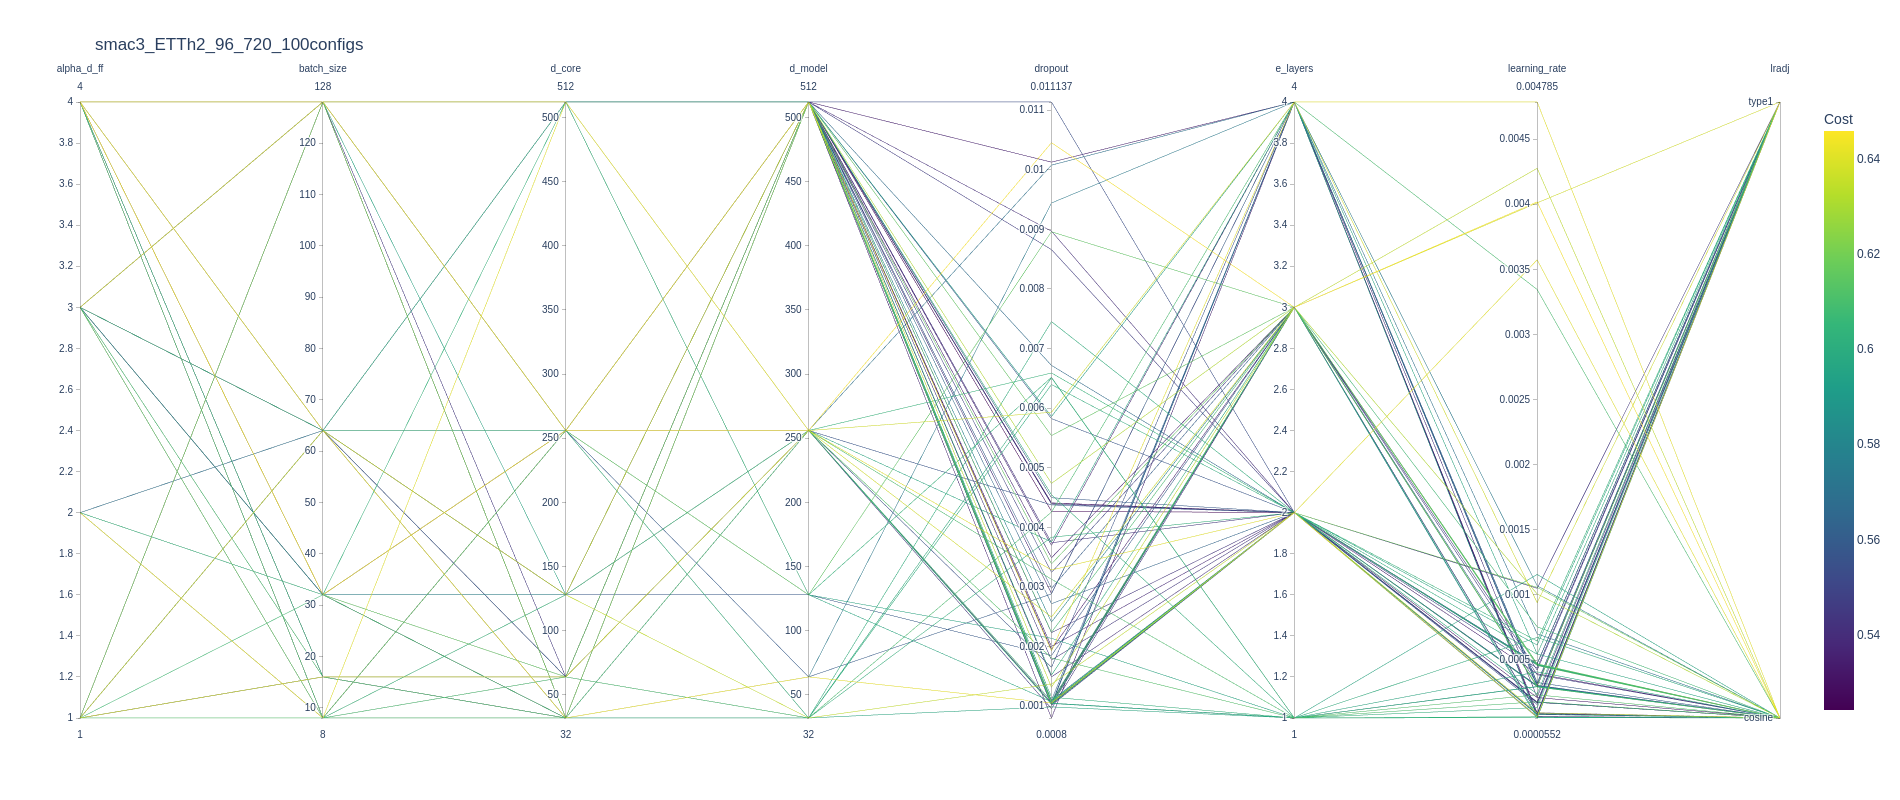 smac3_ETTh2_96_720_100configs
alpha_d_ff batch_size d_core d_model dropout e_layers learning_rate lradj
4 128 512 512 0.011137 4 0.004785
4 3.8 3.6 3.4 3.2 3 2.8 2.6 2.4 2.2 2 1.8 1.6 1.4 1.2 1
120 110 100 90 80 70 60 50 40 30 20 10
500 450 400 350 300 250 200 150 100 50
500 450 400 350 300 250 200 150 100 50
0.011 0.01 0.009 0.008 0.007 0.006 0.005 0.004 0.003 0.002 0.001
4 3.8 3.6 3.4 3.2 3 2.8 2.6 2.4 2.2 2 1.8 1.6 1.4 1.2 1
0.0045 0.004 0.0035 0.003 0.0025 0.002 0.0015 0.001 0.0005
type1
cosine
1 8 32 32 0.0008 1 0.0000552
Cost
0.64
0.62
0.6
0.58
0.56
0.54